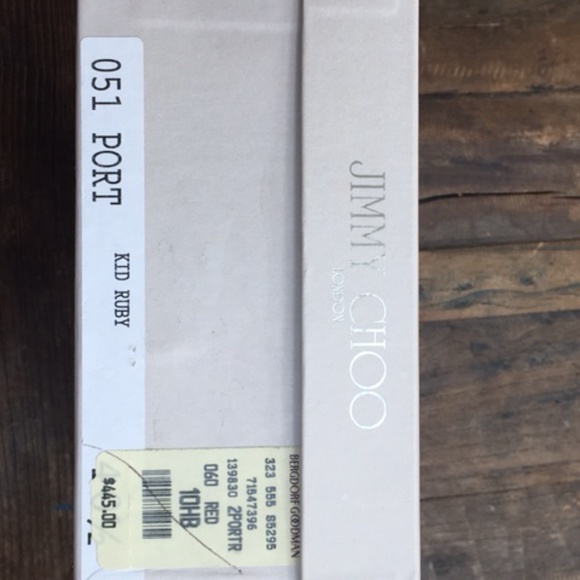 JIMMY CHOO
LONDON
051 PORT
KID RUBY
BERGDORF GOODMAN
323 555 S5295
71547396
139830 2PORTR
060 RED
10HB
$445.00